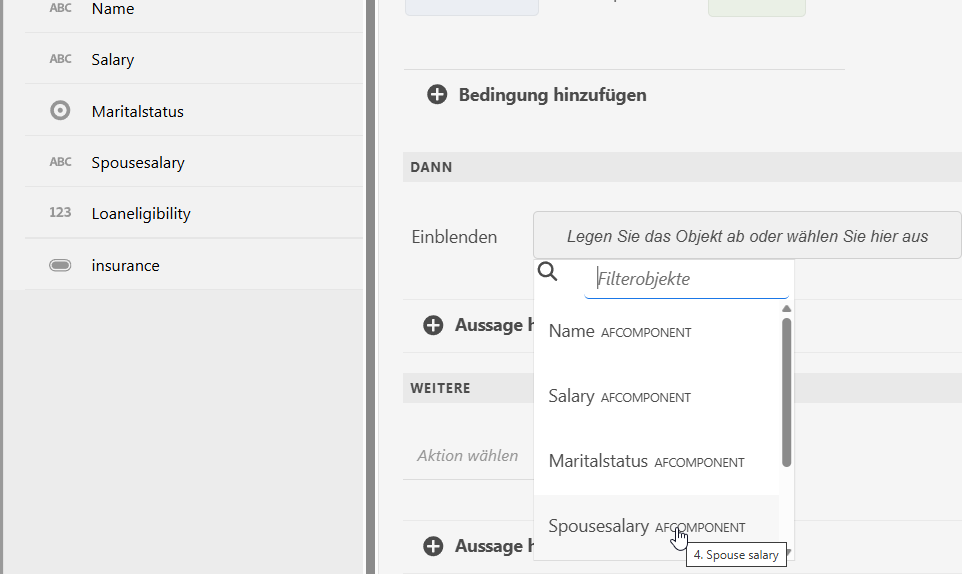 ABC Name
ABC Salary
Maritalstatus
ABC Spousesalary
123 Loaneligibility
insurance
Bedingung hinzufügen
DANN
Einblenden
Legen Sie das Objekt ab oder wählen Sie hier aus
Filterobjekte
Name AFCOMPONENT
Salary AFCOMPONENT
Maritalstatus AFCOMPONENT
Spousesalary AFCOMPONENT
4. Spouse salary
Aussage
WEITERE
Aktion wählen
Aussage